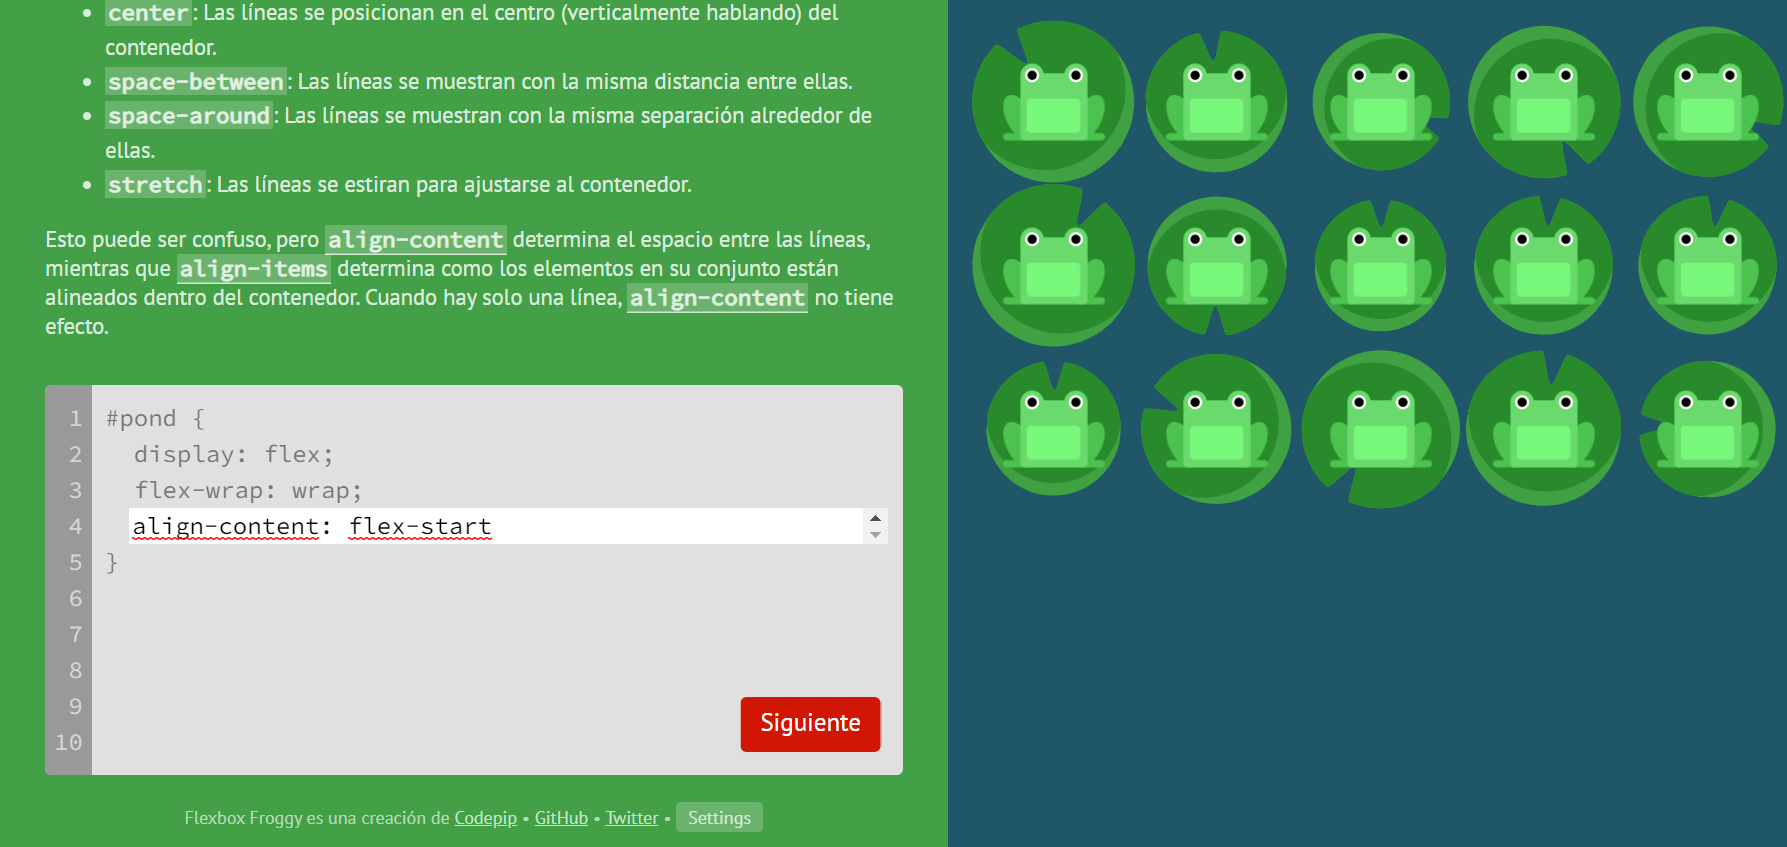 center: Las líneas se posicionan en el centro (verticalmente hablando) del
contenedor.
space-between: Las líneas se muestran con la misma distancia entre ellas.
space-around: Las líneas se muestran con la misma separación alrededor de
ellas.
stretch: Las líneas se estiran para ajustarse al contenedor.
Esto puede ser confuso, pero align-content determina el espacio entre las líneas,
mientras que align-items determina como los elementos en su conjunto están
alineados dentro del contenedor. Cuando hay solo una línea, align-content no tiene
efecto.
1 #pond {
2 display: flex;
3 flex-wrap: wrap;
4 align-content: flex-start
5 }
6
7
8
9
10
Siguiente
Flexbox Froggy es una creación de Codepip • GitHub • Twitter • Settings